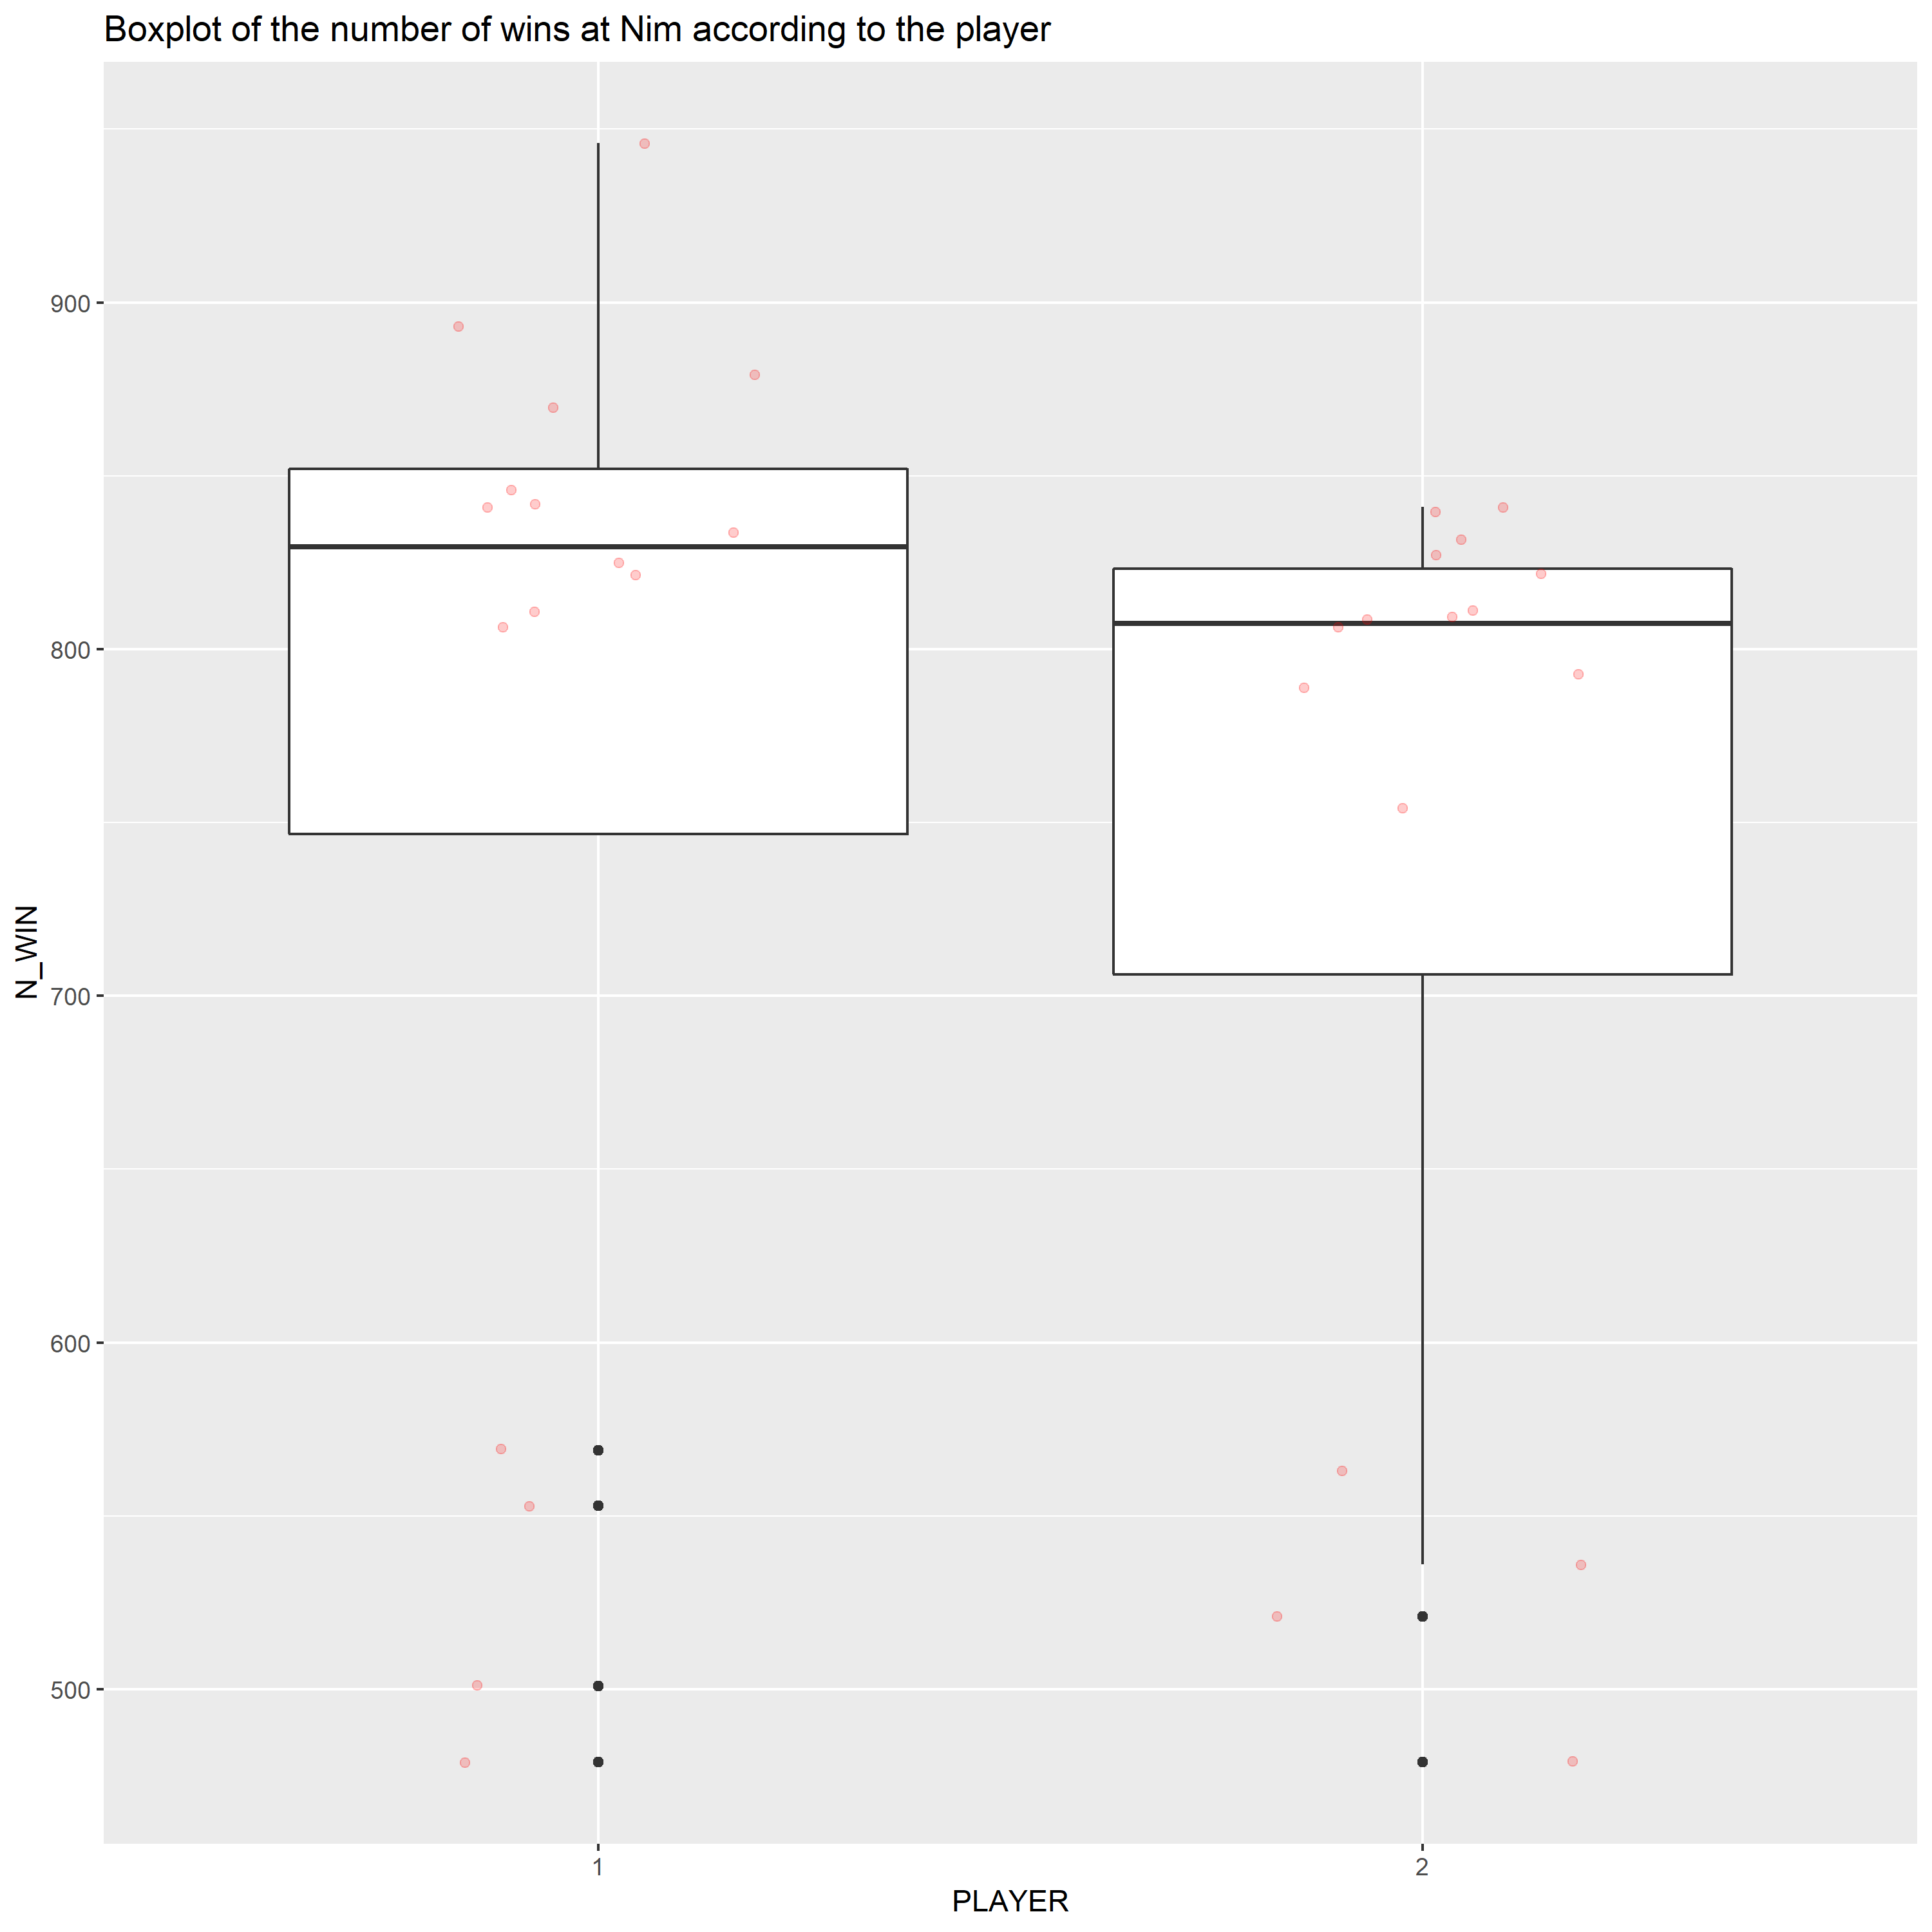 Boxplot of the number of wins at Nim according to the player
N_WIN
900
800
700
600
500
1
2
PLAYER